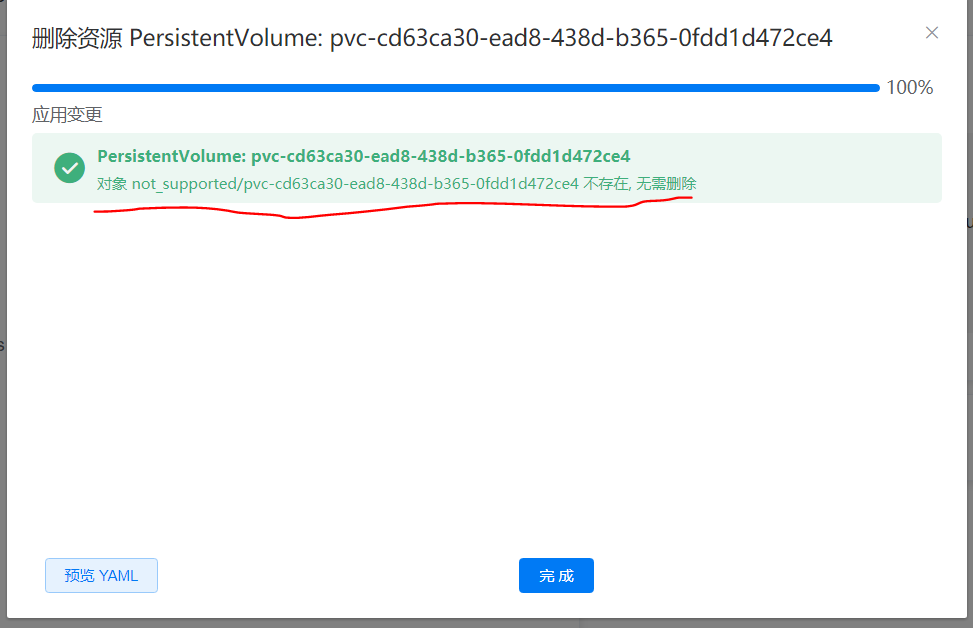 删除资源 PersistentVolume: pvc-cd63ca30-ead8-438d-b365-0fdd1d472ce4
100%
应用变更
PersistentVolume: pvc-cd63ca30-ead8-438d-b365-0fdd1d472ce4
对象 not_supported/pvc-cd63ca30-ead8-438d-b365-0fdd1d472ce4 不存在, 无需删除
预览 YAML
完 成